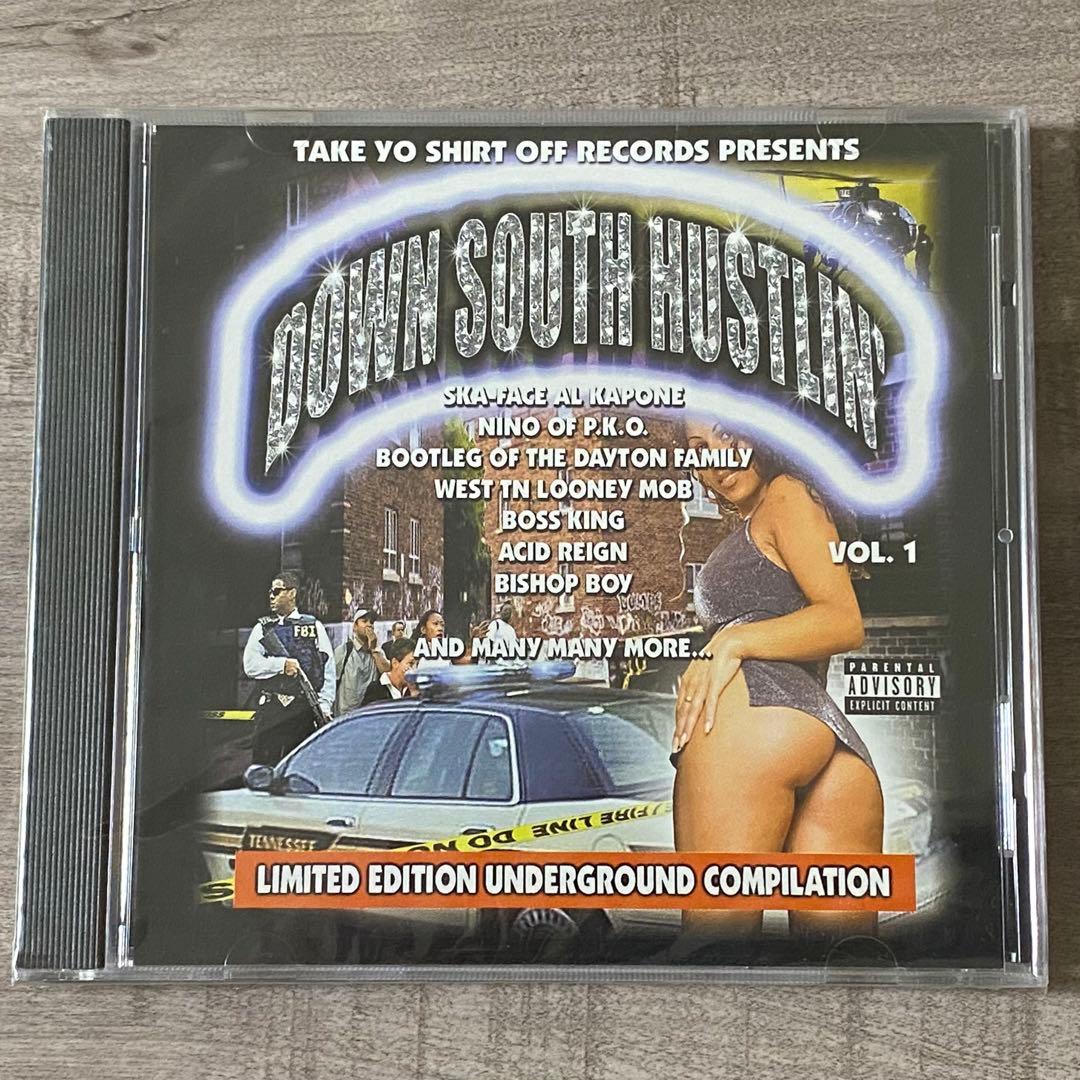 TAKE YO SHIRT OFF RECORDS PRESENTS
DOWN SOUTH HUSTLIN'
SKA-FACE AL KAPONE
NINO OF P.K.O.
BOOTLEG OF THE DAYTON FAMILY
WEST TN LOONEY MOB
BOSS KING
ACID REIGN
BISHOP BOY
VOL. 1
FBI
AND MANY MANY MORE...
PARENTAL
ADVISORY
EXPLICIT CONTENT
FIRE LINE DO NO
TENNESSEE
LIMITED EDITION UNDERGROUND COMPILATION